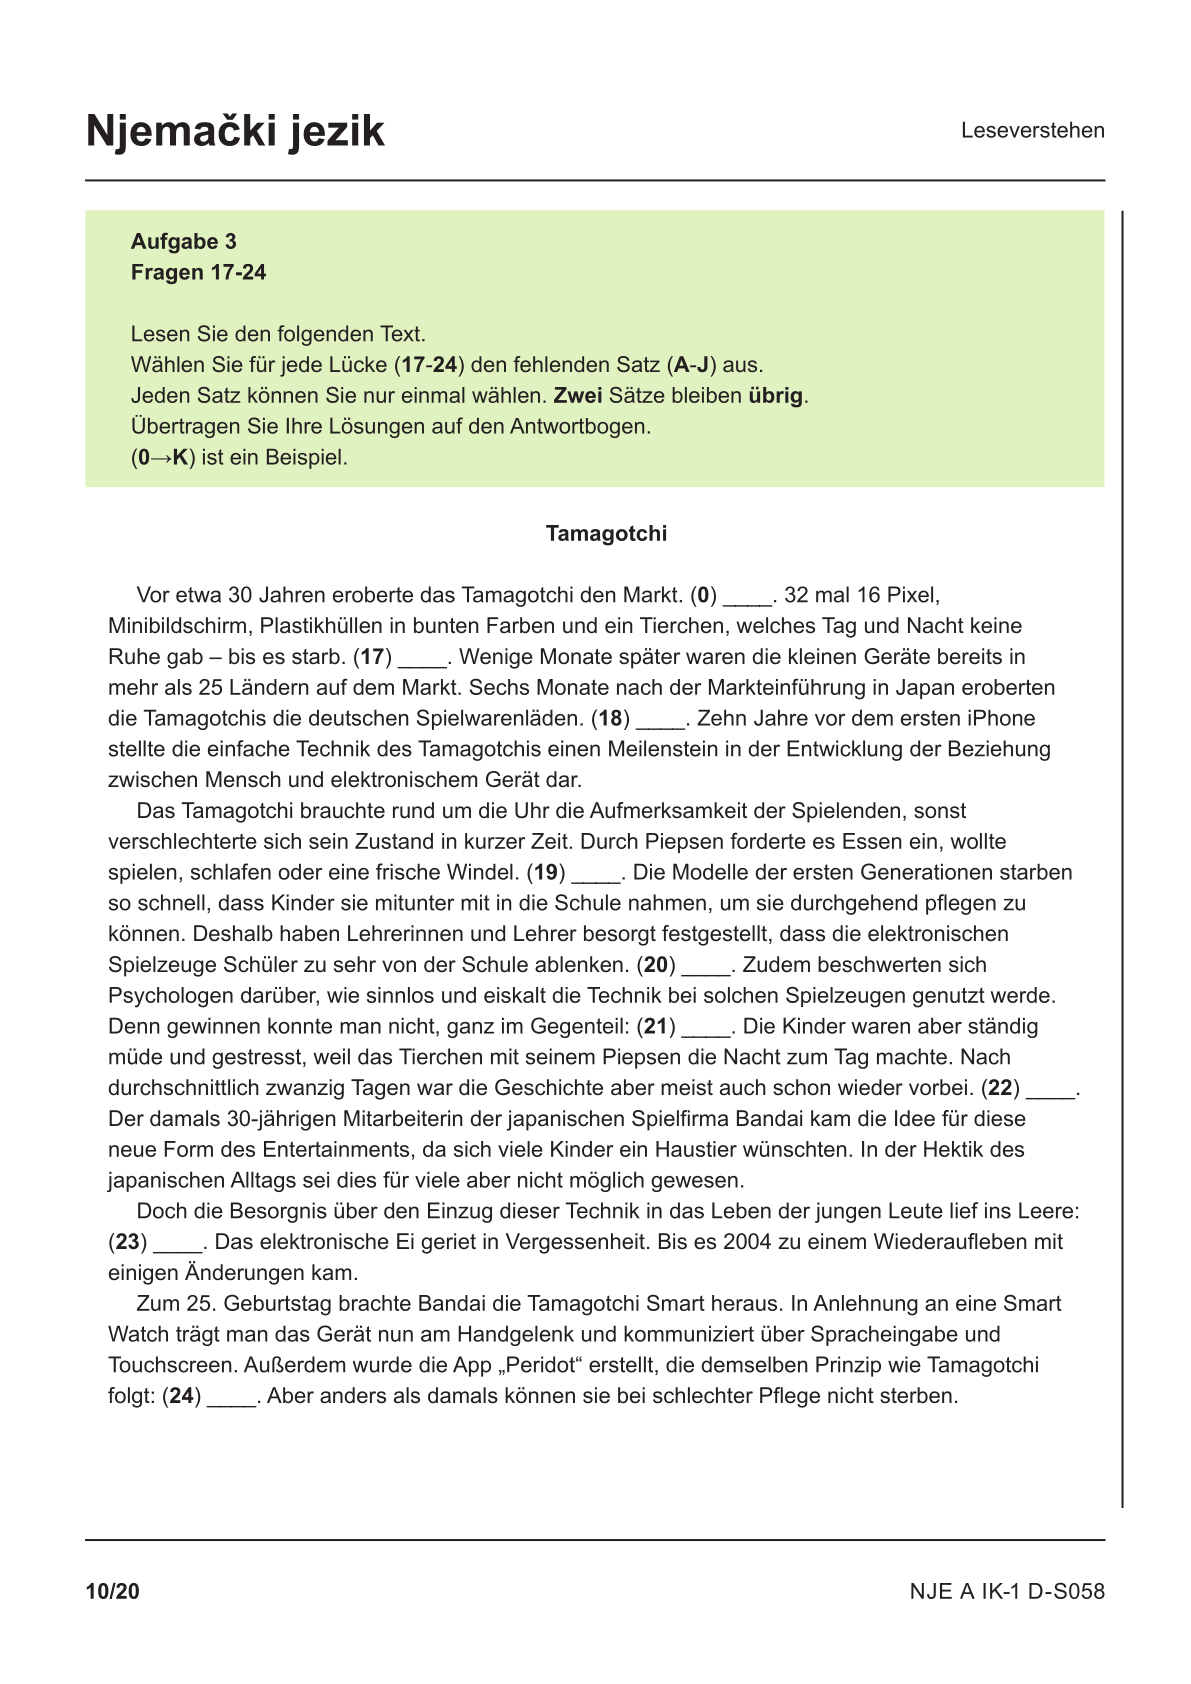 Njemački jezik
Leseverstehen
Aufgabe 3
Fragen 17-24
Lesen Sie den folgenden Text.
Wählen Sie für jede Lücke (17-24) den fehlenden Satz (A-J) aus.
Jeden Satz können Sie nur einmal wählen. Zwei Sätze bleiben übrig.
Übertragen Sie Ihre Lösungen auf den Antwortbogen.
(0→K) ist ein Beispiel.
Tamagotchi
Vor etwa 30 Jahren eroberte das Tamagotchi den Markt. (0) ____. 32 mal 16 Pixel,
Minibildschirm, Plastikhüllen in bunten Farben und ein Tierchen, welches Tag und Nacht keine
Ruhe gab – bis es starb. (17) ____. Wenige Monate später waren die kleinen Geräte bereits in
mehr als 25 Ländern auf dem Markt. Sechs Monate nach der Markteinführung in Japan eroberten
die Tamagotchis die deutschen Spielwarenläden. (18) ____. Zehn Jahre vor dem ersten iPhone
stellte die einfache Technik des Tamagotchis einen Meilenstein in der Entwicklung der Beziehung
zwischen Mensch und elektronischem Gerät dar.
Das Tamagotchi brauchte rund um die Uhr die Aufmerksamkeit der Spielenden, sonst
verschlechterte sich sein Zustand in kurzer Zeit. Durch Piepsen forderte es Essen ein, wollte
spielen, schlafen oder eine frische Windel. (19) ____. Die Modelle der ersten Generationen starben
so schnell, dass Kinder sie mitunter mit in die Schule nahmen, um sie durchgehend pflegen zu
können. Deshalb haben Lehrerinnen und Lehrer besorgt festgestellt, dass die elektronischen
Spielzeuge Schüler zu sehr von der Schule ablenken. (20) ____. Zudem beschwerten sich
Psychologen darüber, wie sinnlos und eiskalt die Technik bei solchen Spielzeugen genutzt werde.
Denn gewinnen konnte man nicht, ganz im Gegenteil: (21) ____. Die Kinder waren aber ständig
müde und gestresst, weil das Tierchen mit seinem Piepsen die Nacht zum Tag machte. Nach
durchschnittlich zwanzig Tagen war die Geschichte aber meist auch schon wieder vorbei. (22) ____.
Der damals 30-jährigen Mitarbeiterin der japanischen Spielfirma Bandai kam die Idee für diese
neue Form des Entertainments, da sich viele Kinder ein Haustier wünschten. In der Hektik des
japanischen Alltags sei dies für viele aber nicht möglich gewesen.
Doch die Besorgnis über den Einzug dieser Technik in das Leben der jungen Leute lief ins Leere:
(23) ____. Das elektronische Ei geriet in Vergessenheit. Bis es 2004 zu einem Wiederaufleben mit
einigen Änderungen kam.
Zum 25. Geburtstag brachte Bandai die Tamagotchi Smart heraus. In Anlehnung an eine Smart
Watch trägt man das Gerät nun am Handgelenk und kommuniziert über Spracheingabe und
Touchscreen. Außerdem wurde die App „Peridot“ erstellt, die demselben Prinzip wie Tamagotchi
folgt: (24) ____. Aber anders als damals können sie bei schlechter Pflege nicht sterben.
10/20
NJE A IK-1 D-S058